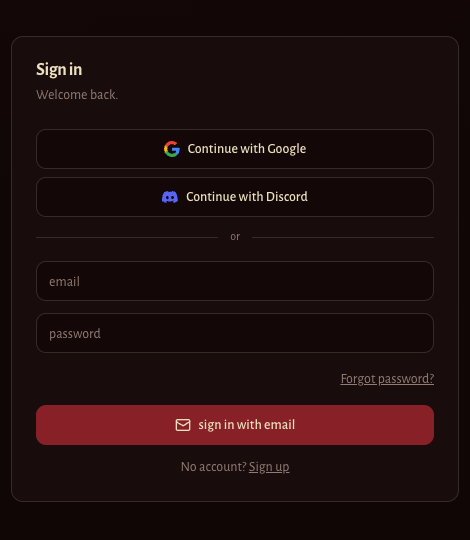 Sign in
Welcome back.
Continue with Google
Continue with Discord
or
email
password
Forgot password?
sign in with email
No account? Sign up